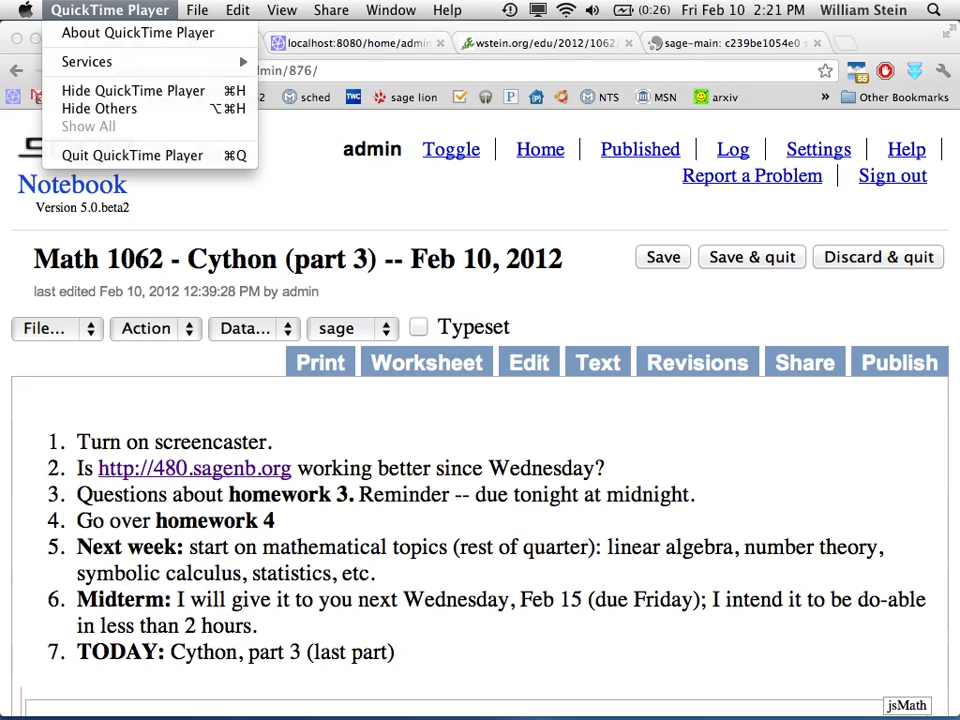 QuickTime Player File Edit View Share Window Help (0:26) Fri Feb 10 2:21 PM William Stein
About QuickTime Player
Services
Hide QuickTime Player ⌘H
Hide Others ⌥⌘H
Show All
Quit QuickTime Player ⌘Q
localhost:8080/home/admin wstein.org/edu/2012/1062 sage-main: c239be1054e0
min/876/
55
2 sched TWC sage lion P NTS MSN arxiv » Other Bookmarks
admin Toggle Home Published Log Settings Help
Report a Problem Sign out
Notebook
Version 5.0.beta2
Math 1062 - Cython (part 3) -- Feb 10, 2012
Save Save & quit Discard & quit
last edited Feb 10, 2012 12:39:28 PM by admin
File... Action Data... sage Typeset
Print Worksheet Edit Text Revisions Share Publish
1. Turn on screencaster.
2. Is http://480.sagenb.org working better since Wednesday?
3. Questions about homework 3. Reminder -- due tonight at midnight.
4. Go over homework 4
5. Next week: start on mathematical topics (rest of quarter): linear algebra, number theory,
symbolic calculus, statistics, etc.
6. Midterm: I will give it to you next Wednesday, Feb 15 (due Friday); I intend it to be do-able
in less than 2 hours.
7. TODAY: Cython, part 3 (last part)
jsMath